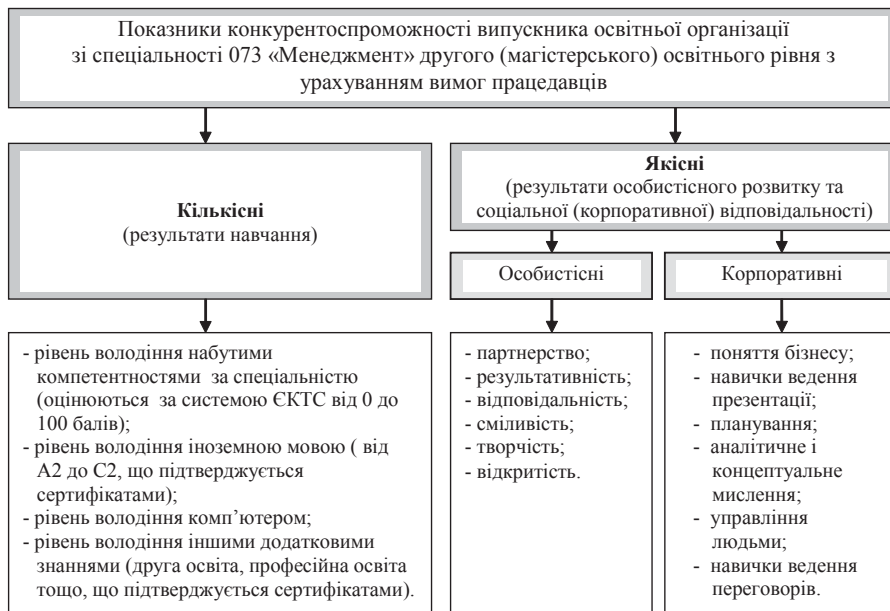 Показники конкурентоспроможності випускника освітньої організації
зі спеціальності 073 «Менеджмент» другого (магістерського) освітнього рівня з
урахуванням вимог працедавців
Кількісні
(результати навчання)
Якісні
(результати особистісного розвитку та
соціальної (корпоративної) відповідальності)
Особистісні
Корпоративні
- рівень володіння набутими
компетентностями за спеціальністю
(оцінюються за системою ЄКТС від 0 до
100 балів);
- рівень володіння іноземною мовою ( від
А2 до С2, що підтверджується
сертифікатами);
- рівень володіння комп’ютером;
- рівень володіння іншими додатковими
знаннями (друга освіта, професійна освіта
тощо, що підтверджується сертифікатами).
- партнерство;
- результативність;
- відповідальність;
- сміливість;
- творчість;
- відкритість.
- поняття бізнесу;
- навички ведення
презентації;
- планування;
- аналітичне і
концептуальне
мислення;
- управління
людьми;
- навички ведення
переговорів.